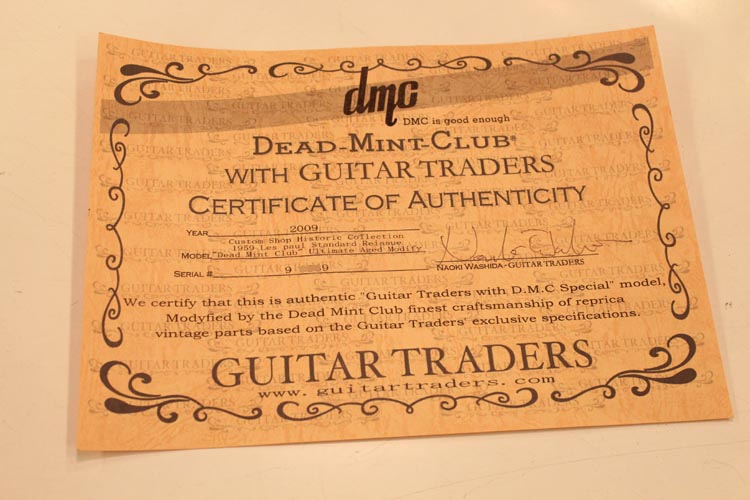 dmc
DMC is good enough
DEAD-MINT-CLUB®
WITH GUITAR TRADERS
CERTIFICATE OF AUTHENTICITY
YEAR 2009
Custom Shop Historic Collection
1959 Les paul Standard Reissue
MODEL "Dead Mint Club" Ultimate Aged Modify
SERIAL # 9 9
NAOKI WASHIDA - GUITAR TRADERS
We certify that this is authentic "Guitar Traders with D.M.C Special" model,
Modyfied by the Dead Mint Club finest craftsmanship of reprica
vintage parts based on the Guitar Traders' exclusive specifications.
GUITAR TRADERS
www.guitartraders.com